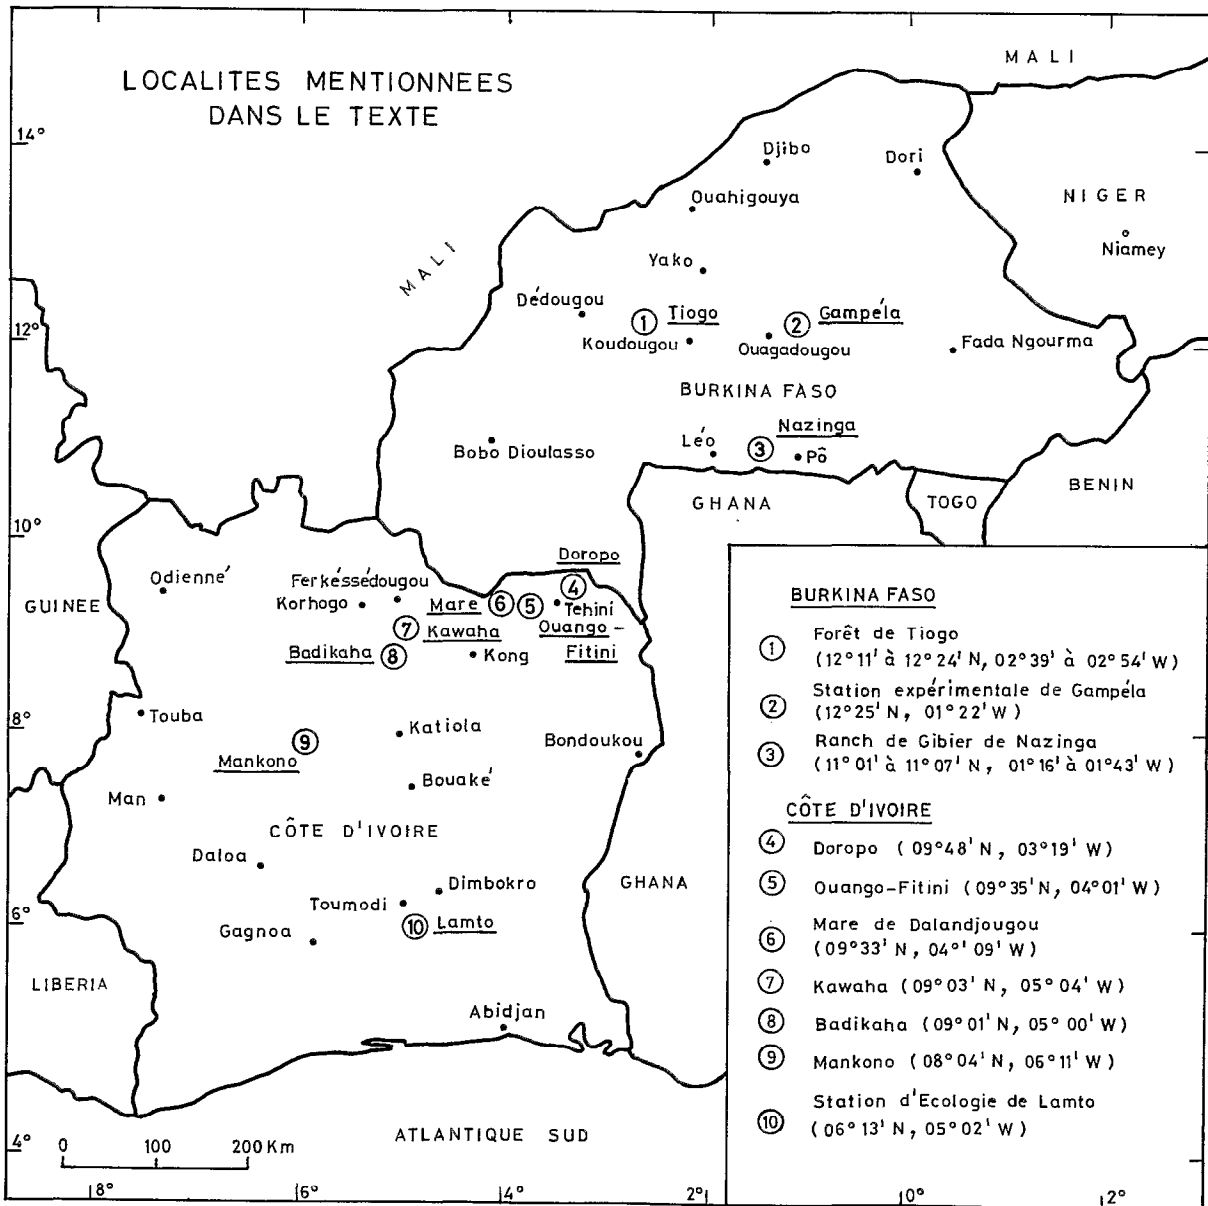 LOCALITES MENTIONNEES
DANS LE TEXTE
MALI
14°
Djibo
Dori
Ouahigouya
NIGER
Niamey
MALI
Yako
Dédougou
① Tiogo
② Gampéla
12°
Koudougou
Ouagadougou
Fada Ngourma
BURKINA FASO
Nazinga
Léo
③
Pô
Bobo Dioulasso
GHANA
TOGO
BENIN
10°
Doropo
Odienné
Ferkéssédougou
④
GUINEE
Korhogo
Mare ⑥
⑤
Tehini
⑦ Kawaha
Ouango-
Fitini
Badikaha ⑧
Kong
8°
Touba
Katiola
⑨
Mankono
Bondoukou
Bouaké
Man
CÔTE D'IVOIRE
Daloa
Dimbokro
GHANA
Toumodi
6°
⑩ Lamto
Gagnoa
LIBERIA
Abidjan
4°
ATLANTIQUE SUD
0 100 200 Km
8° 6° 4° 2° 0° 2°
BURKINA FASO
① Forêt de Tiogo
(12°11' à 12°24' N, 02°39' à 02°54' W)
② Station expérimentale de Gampéla
(12°25' N, 01°22' W)
③ Ranch de Gibier de Nazinga
(11°01' à 11°07' N, 01°16' à 01°43' W)
CÔTE D'IVOIRE
④ Doropo (09°48' N, 03°19' W)
⑤ Ouango-Fitini (09°35' N, 04°01' W)
⑥ Mare de Dalandjougou
(09°33' N, 04°09' W)
⑦ Kawaha (09°03' N, 05°04' W)
⑧ Badikaha (09°01' N, 05°00' W)
⑨ Mankono (08°04' N, 06°11' W)
⑩ Station d'Ecologie de Lamto
(06°13' N, 05°02' W)